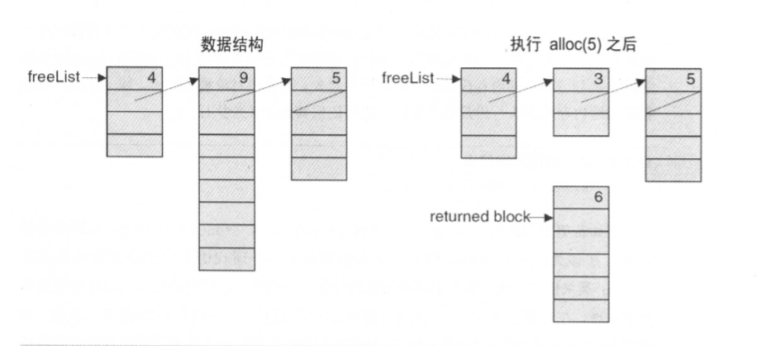 数据结构
执行 alloc(5) 之后
freeList 4 9 5
freeList 4 3 5
6
returned block